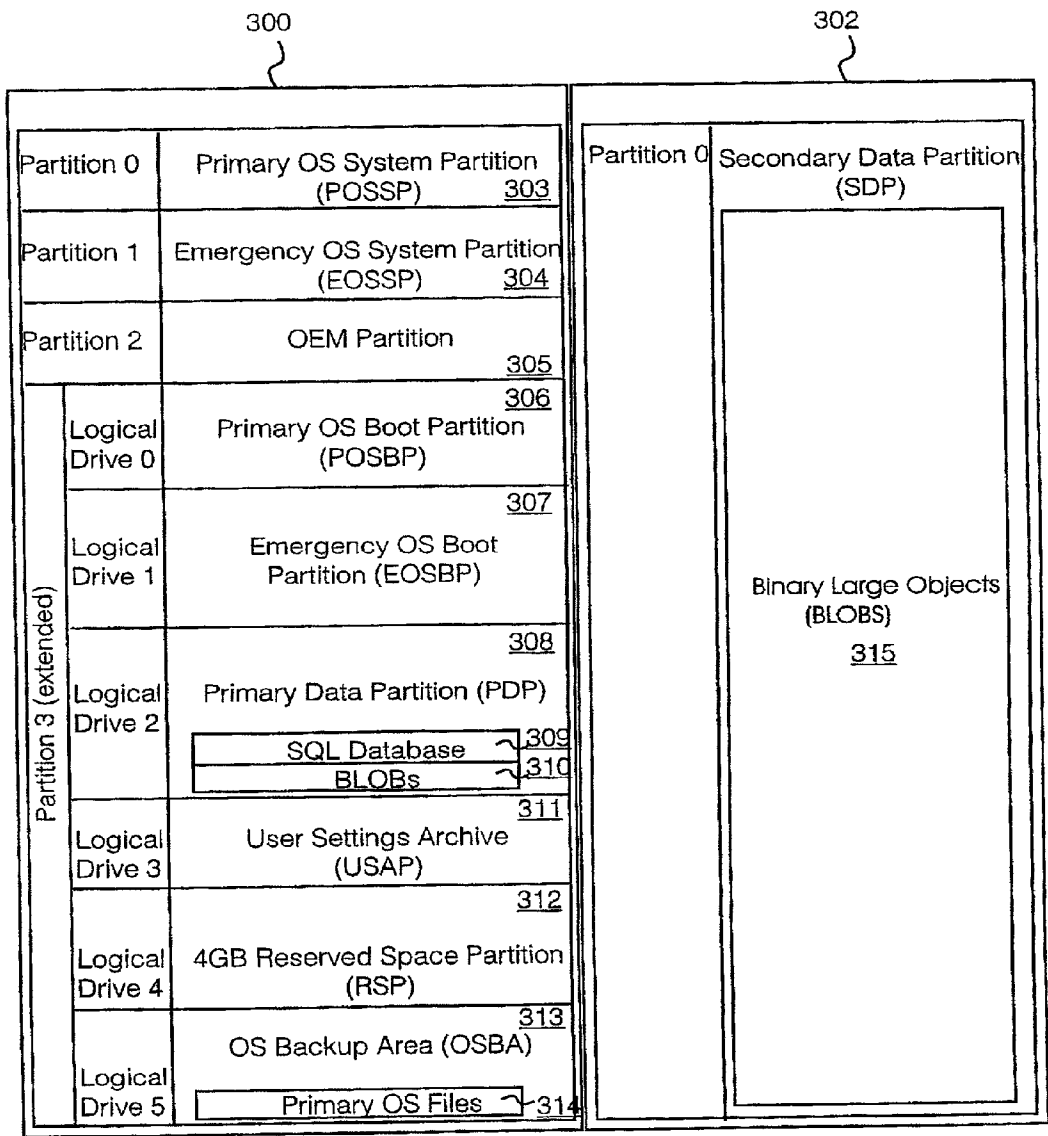 300
302
Partition 0
Primary OS System Partition
(POSSP)
303
Partition 1
Emergency OS System Partition
(EOSSP)
304
Partition 2
OEM Partition
305
Partition 3 (extended)
Logical
Drive 0
306
Primary OS Boot Partition
(POSBP)
Logical
Drive 1
307
Emergency OS Boot
Partition (EOSBP)
Logical
Drive 2
308
Primary Data Partition (PDP)
SQL Database
309
BLOBs
310
Logical
Drive 3
311
User Settings Archive
(USAP)
Logical
Drive 4
312
4GB Reserved Space Partition
(RSP)
Logical
Drive 5
313
OS Backup Area (OSBA)
Primary OS Files
314
Partition 0
Secondary Data Partition
(SDP)
Binary Large Objects
(BLOBS)
315